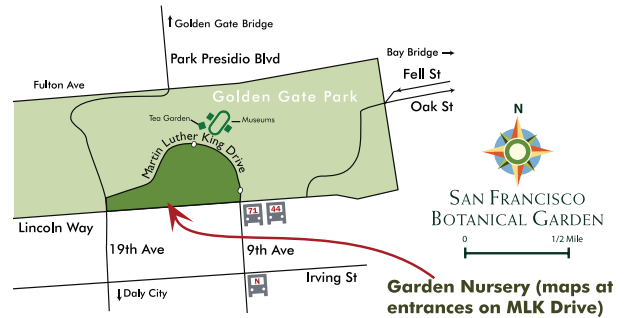 Golden Gate Bridge
Park Presidio Blvd
Bay Bridge
Fulton Ave
Fell St
Golden Gate Park
Oak St
Tea Garden
Museums
N
Martin Luther King Drive
SAN FRANCISCO
BOTANICAL GARDEN
71 44
Lincoln Way
0 1/2 Mile
19th Ave
9th Ave
Irving St
N
Daly City
Garden Nursery (maps at
entrances on MLK Drive)